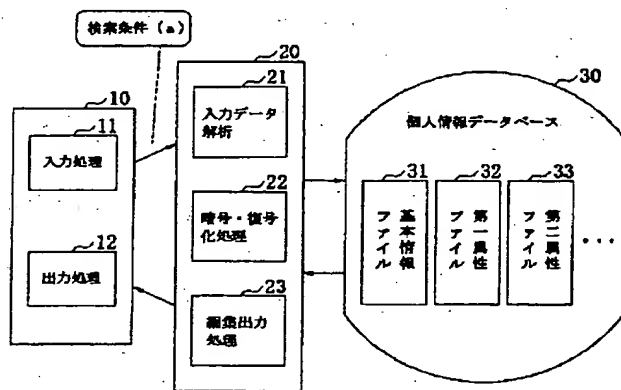 検索条件(a)
20
10
21
入力データ
解析
11
入力処理
22
暗号・復号
化処理
12
出力処理
23
編集出力
処理
30
個人情報データベース
31
基本情報
ファイル
32
第一属性
ファイル
33
第二属性
ファイル
・・・